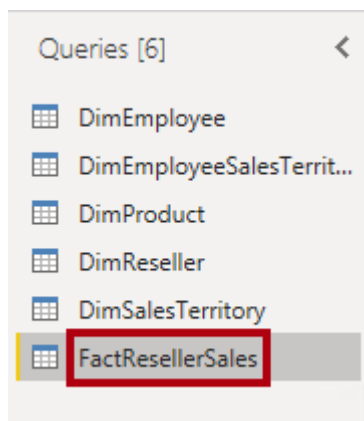 Queries [6]
DimEmployee
DimEmployeeSalesTerrit...
DimProduct
DimReseller
DimSalesTerritory
FactResellerSales